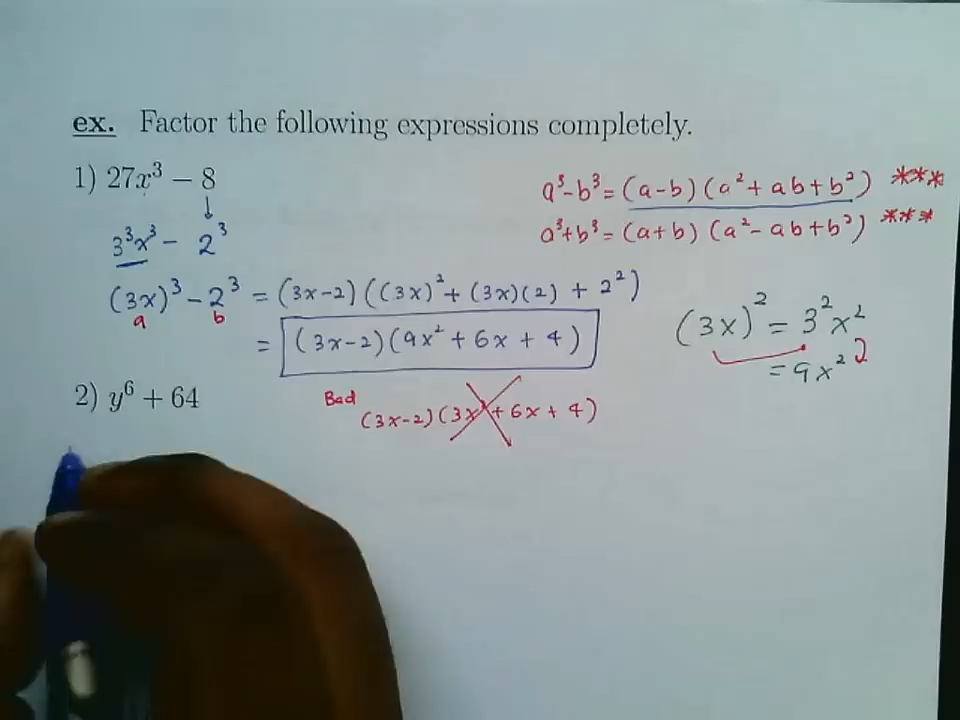 ex. Factor the following expressions completely.
1) 27x³ − 8
a³-b³ = (a-b)(a²+ab+b²) ***
3³x³ - 2³
a³+b³ = (a+b)(a²-ab+b²) ***
(3x)³ - 2³ = (3x-2)((3x)² + (3x)(2) + 2²)
a b
= (3x-2)(9x² + 6x + 4)
(3x)² = 3²x²
= 9x² 2
2) y⁶ + 64
Bad
(3x-2)(3x² + 6x + 4)